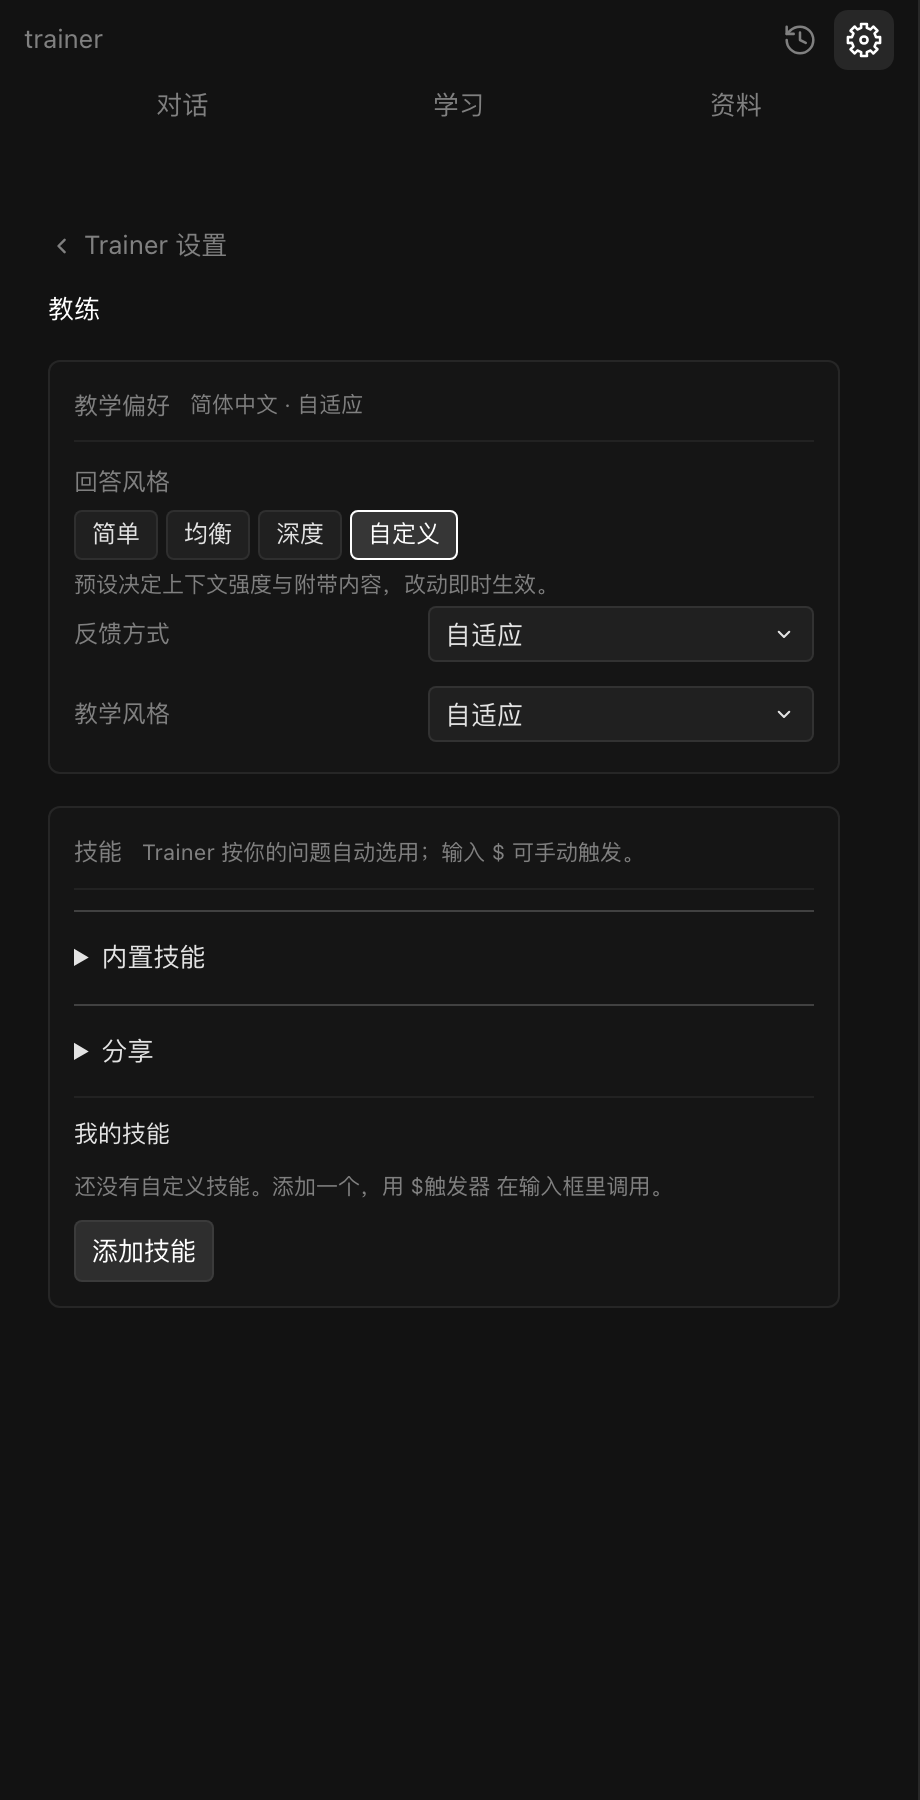 trainer
对话 学习 资料
Trainer 设置
教练
教学偏好 简体中文 · 自适应
回答风格
简单 均衡 深度 自定义
预设决定上下文强度与附带内容，改动即时生效。
反馈方式 自适应
教学风格 自适应
技能 Trainer 按你的问题自动选用；输入 $ 可手动触发。
内置技能
分享
我的技能
还没有自定义技能。添加一个，用 $触发器 在输入框里调用。
添加技能